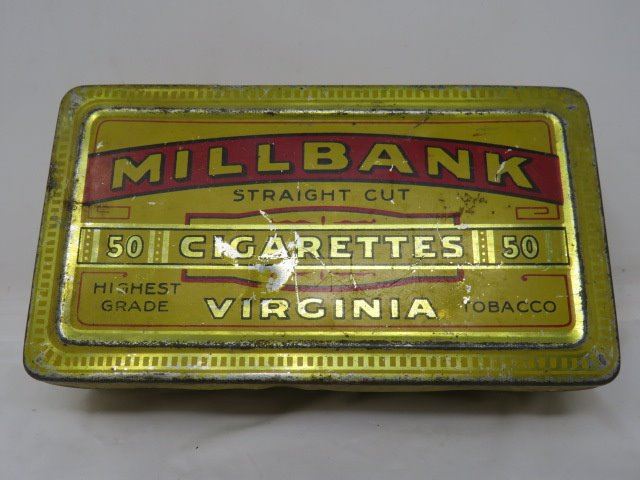 MILLBANK
STRAIGHT CUT
50 CIGARETTES 50
HIGHEST GRADE VIRGINIA TOBACCO